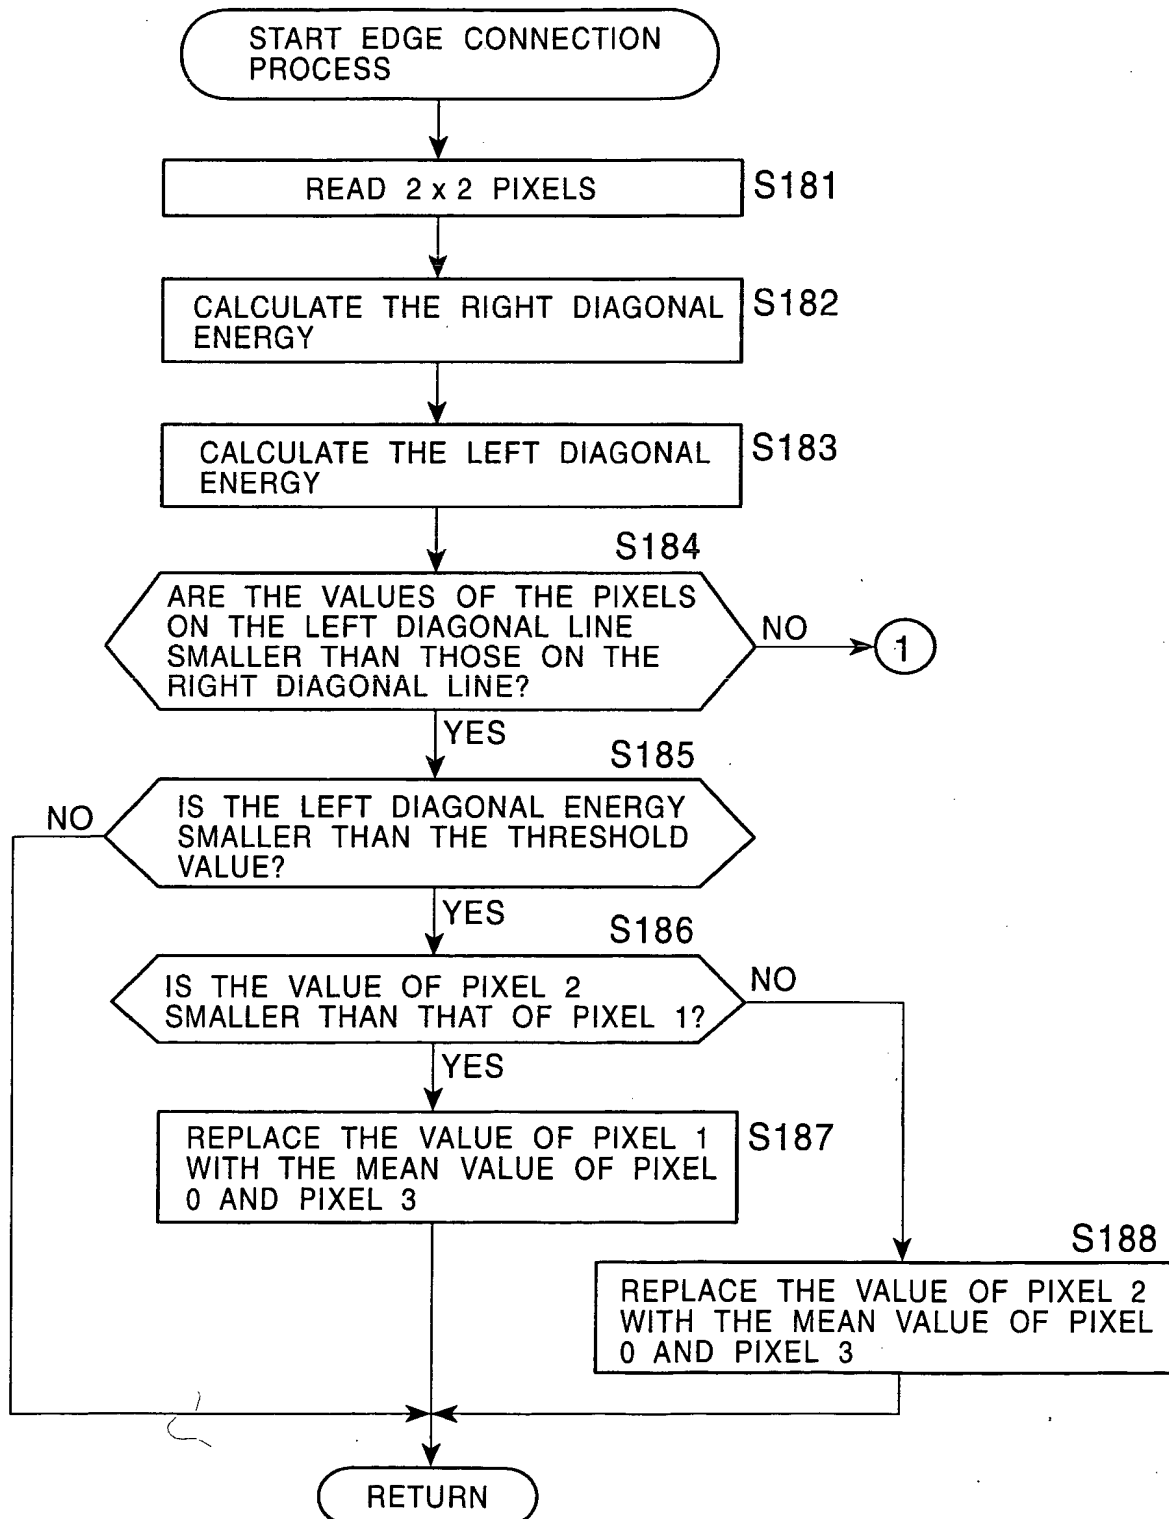 START EDGE CONNECTION
PROCESS
READ 2 x 2 PIXELS
S181
CALCULATE THE RIGHT DIAGONAL
ENERGY
S182
CALCULATE THE LEFT DIAGONAL
ENERGY
S183
S184
ARE THE VALUES OF THE PIXELS
ON THE LEFT DIAGONAL LINE
SMALLER THAN THOSE ON THE
RIGHT DIAGONAL LINE?
NO
1
YES
S185
NO
IS THE LEFT DIAGONAL ENERGY
SMALLER THAN THE THRESHOLD
VALUE?
YES
S186
IS THE VALUE OF PIXEL 2
SMALLER THAN THAT OF PIXEL 1?
NO
YES
REPLACE THE VALUE OF PIXEL 1
WITH THE MEAN VALUE OF PIXEL
0 AND PIXEL 3
S187
S188
REPLACE THE VALUE OF PIXEL 2
WITH THE MEAN VALUE OF PIXEL
0 AND PIXEL 3
RETURN